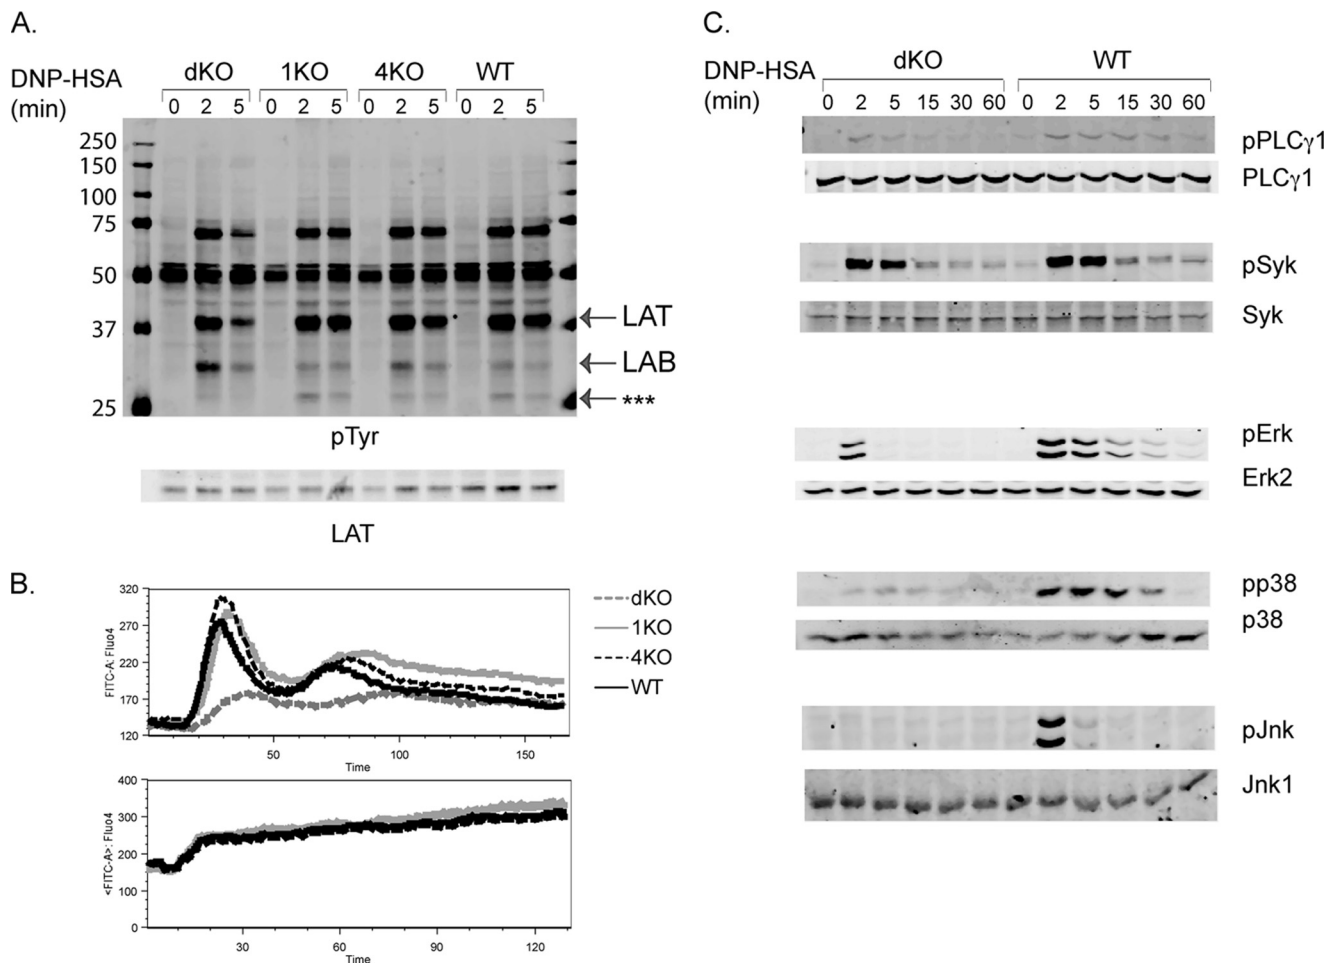 A.
DNP-HSA dKO 1KO 4KO WT
(min) 0 2 5 0 2 5 0 2 5 0 2 5
250
150
100
75
50
37
25
LAT
LAB
***
pTyr
LAT
B.
320
270
220
170
120
FITC-A: Fluo4
50 100 150
Time
dKO
1KO
4KO
WT
400
300
200
100
0
<FITC-A>: Fluo4
30 60 90 120
Time
C.
DNP-HSA dKO WT
(min) 0 2 5 15 30 60 0 2 5 15 30 60
pPLCγ1
PLCγ1
pSyk
Syk
pErk
Erk2
pp38
p38
pJnk
Jnk1